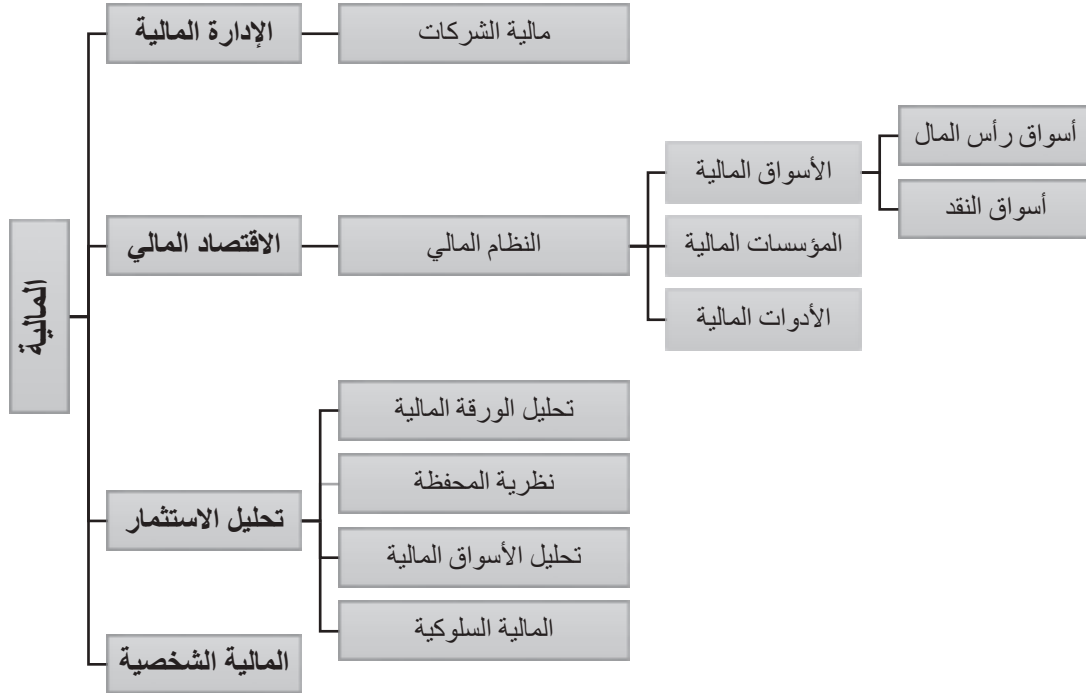 المالية
الإدارة المالية
مالية الشركات
الاقتصاد المالي
النظام المالي
الأسواق المالية
أسواق رأس المال
أسواق النقد
المؤسسات المالية
الأدوات المالية
تحليل الاستثمار
تحليل الورقة المالية
نظرية المحفظة
تحليل الأسواق المالية
المالية السلوكية
المالية الشخصية